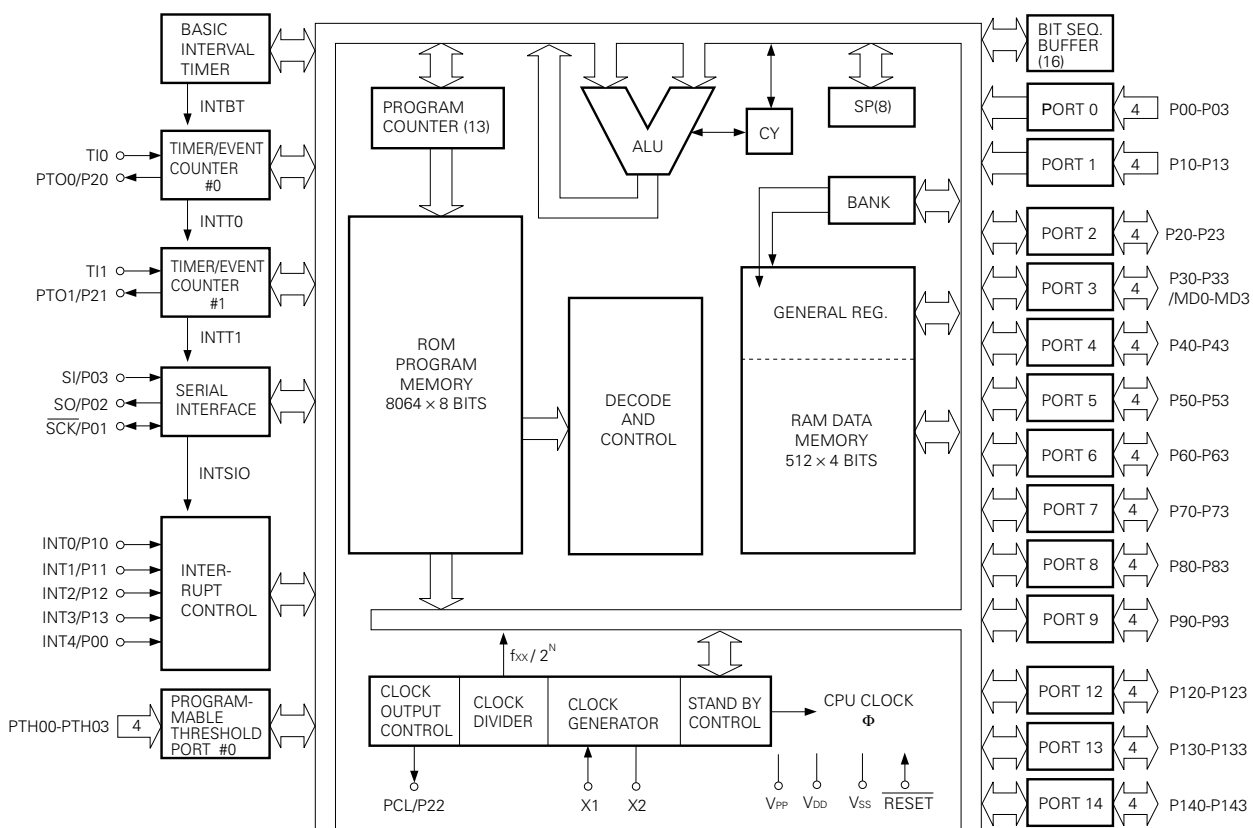 BASIC
INTERVAL
TIMER
INTBT
TI0
PTO0/P20
TIMER/EVENT
COUNTER
#0
INTT0
TI1
PTO1/P21
TIMER/EVENT
COUNTER
#1
INTT1
SI/P03
SO/P02
SCK/P01
SERIAL
INTERFACE
INTSIO
INT0/P10
INT1/P11
INT2/P12
INT3/P13
INT4/P00
INTER-
RUPT
CONTROL
PTH00-PTH03
4
PROGRAM-
MABLE
THRESHOLD
PORT #0
PROGRAM
COUNTER (13)
ALU
CY
SP(8)
BANK
ROM
PROGRAM
MEMORY
8064 × 8 BITS
DECODE
AND
CONTROL
GENERAL REG.
RAM DATA
MEMORY
512 × 4 BITS
fxx / 2^N
CLOCK
OUTPUT
CONTROL
CLOCK
DIVIDER
CLOCK
GENERATOR
STAND BY
CONTROL
CPU CLOCK
Φ
PCL/P22
X1
X2
VPP
VDD
VSS
RESET
BIT SEQ.
BUFFER
(16)
PORT 0
4
P00-P03
PORT 1
4
P10-P13
PORT 2
4
P20-P23
PORT 3
4
P30-P33
/MD0-MD3
PORT 4
4
P40-P43
PORT 5
4
P50-P53
PORT 6
4
P60-P63
PORT 7
4
P70-P73
PORT 8
4
P80-P83
PORT 9
4
P90-P93
PORT 12
4
P120-P123
PORT 13
4
P130-P133
PORT 14
4
P140-P143